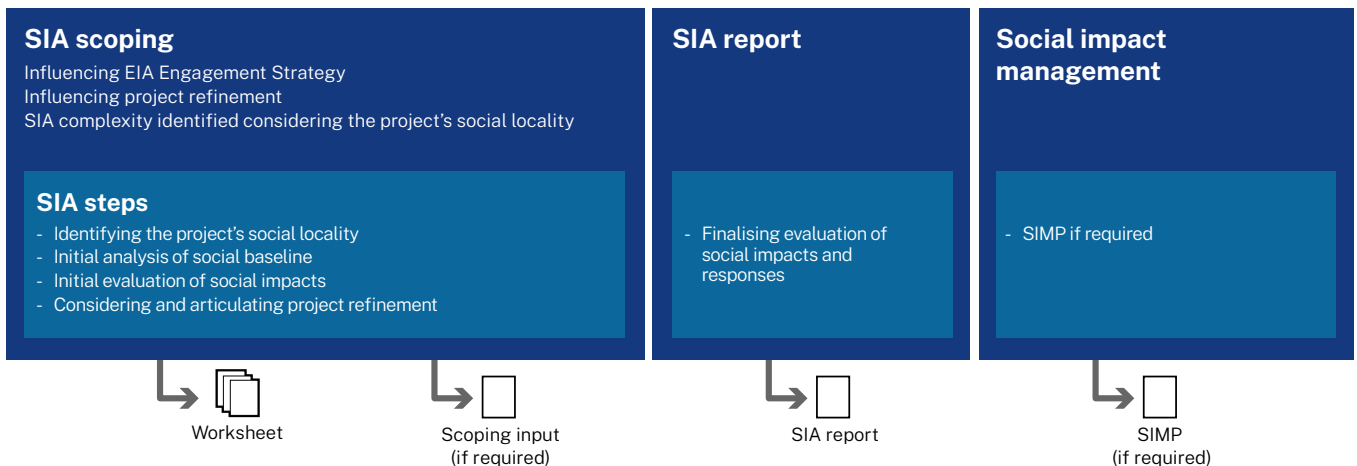 SIA scoping
Influencing EIA Engagement Strategy
Influencing project refinement
SIA complexity identified considering the project's social locality
SIA steps
- Identifying the project's social locality
- Initial analysis of social baseline
- Initial evaluation of social impacts
- Considering and articulating project refinement
SIA report
- Finalising evaluation of
social impacts and
responses
Social impact
management
- SIMP if required
Worksheet
Scoping input
(if required)
SIA report
SIMP
(if required)